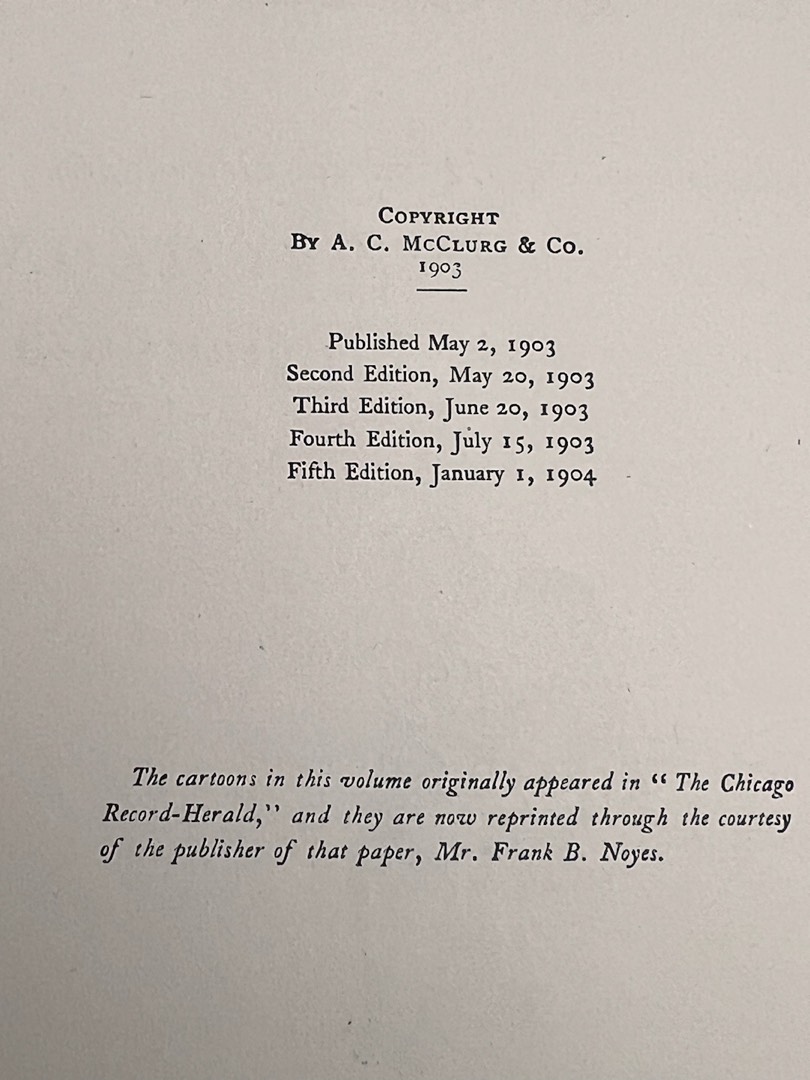 COPYRIGHT
BY A. C. MCCLURG & CO.
1903
Published May 2, 1903
Second Edition, May 20, 1903
Third Edition, June 20, 1903
Fourth Edition, July 15, 1903
Fifth Edition, January 1, 1904
The cartoons in this volume originally appeared in “ The Chicago
Record-Herald,” and they are now reprinted through the courtesy
of the publisher of that paper, Mr. Frank B. Noyes.